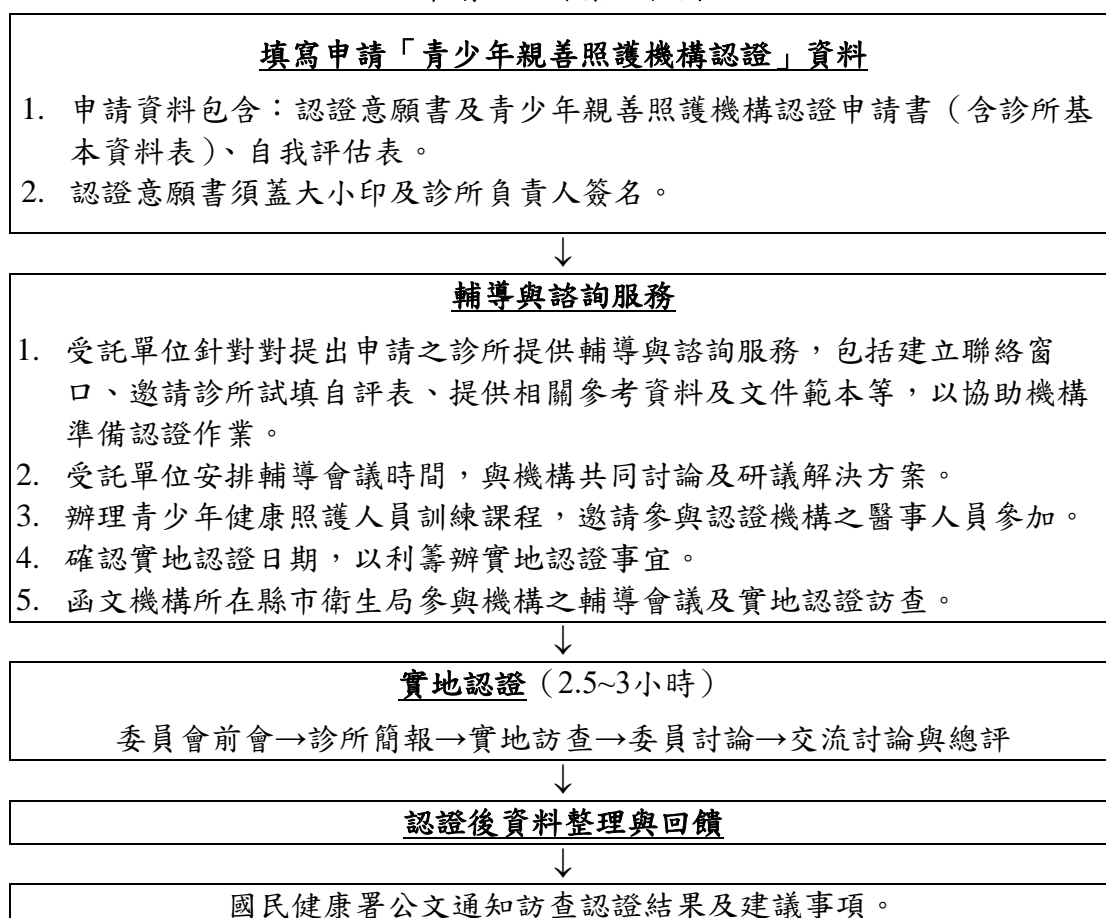 填寫申請「青少年親善照護機構認證」資料
1. 申請資料包含：認證意願書及青少年親善照護機構認證申請書（含診所基
本資料表）、自我評估表。
2. 認證意願書須蓋大小印及診所負責人簽名。
↓
輔導與諮詢服務
1. 受託單位針對對提出申請之診所提供輔導與諮詢服務，包括建立聯絡窗
口、邀請診所試填自評表、提供相關參考資料及文件範本等，以協助機構
準備認證作業。
2. 受託單位安排輔導會議時間，與機構共同討論及研議解決方案。
3. 辦理青少年健康照護人員訓練課程，邀請參與認證機構之醫事人員參加。
4. 確認實地認證日期，以利籌辦實地認證事宜。
5. 函文機構所在縣市衛生局參與機構之輔導會議及實地認證訪查。
↓
實地認證（2.5~3小時）
委員會前會→診所簡報→實地訪查→委員討論→交流討論與總評
↓
認證後資料整理與回饋
↓
國民健康署公文通知訪查認證結果及建議事項。